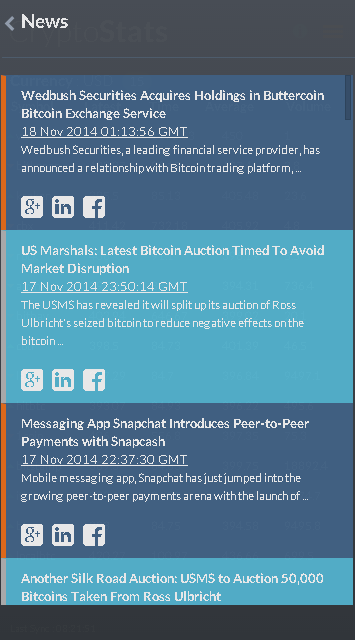 News
Wedbush Securities Acquires Holdings in Buttercoin
Bitcoin Exchange Service
18 Nov 2014 01:13:56 GMT
Wedbush Securities, a leading financial service provider, has
announced a relationship with Bitcoin trading platform, ...
g+ in f
US Marshals: Latest Bitcoin Auction Timed To Avoid
Market Disruption
17 Nov 2014 23:50:14 GMT
The USMS has revealed it will split up its auction of Ross
Ulbricht's seized bitcoin to reduce negative effects on the
bitcoin ...
g+ in f
Messaging App Snapchat Introduces Peer-to-Peer
Payments with Snapcash
17 Nov 2014 22:37:30 GMT
Mobile messaging app, Snapchat has just jumped into the
growing peer-to-peer payments arena with the launch of ...
g+ in f
Another Silk Road Auction: USMS to Auction 50,000
Bitcoins Taken From Ross Ulbricht